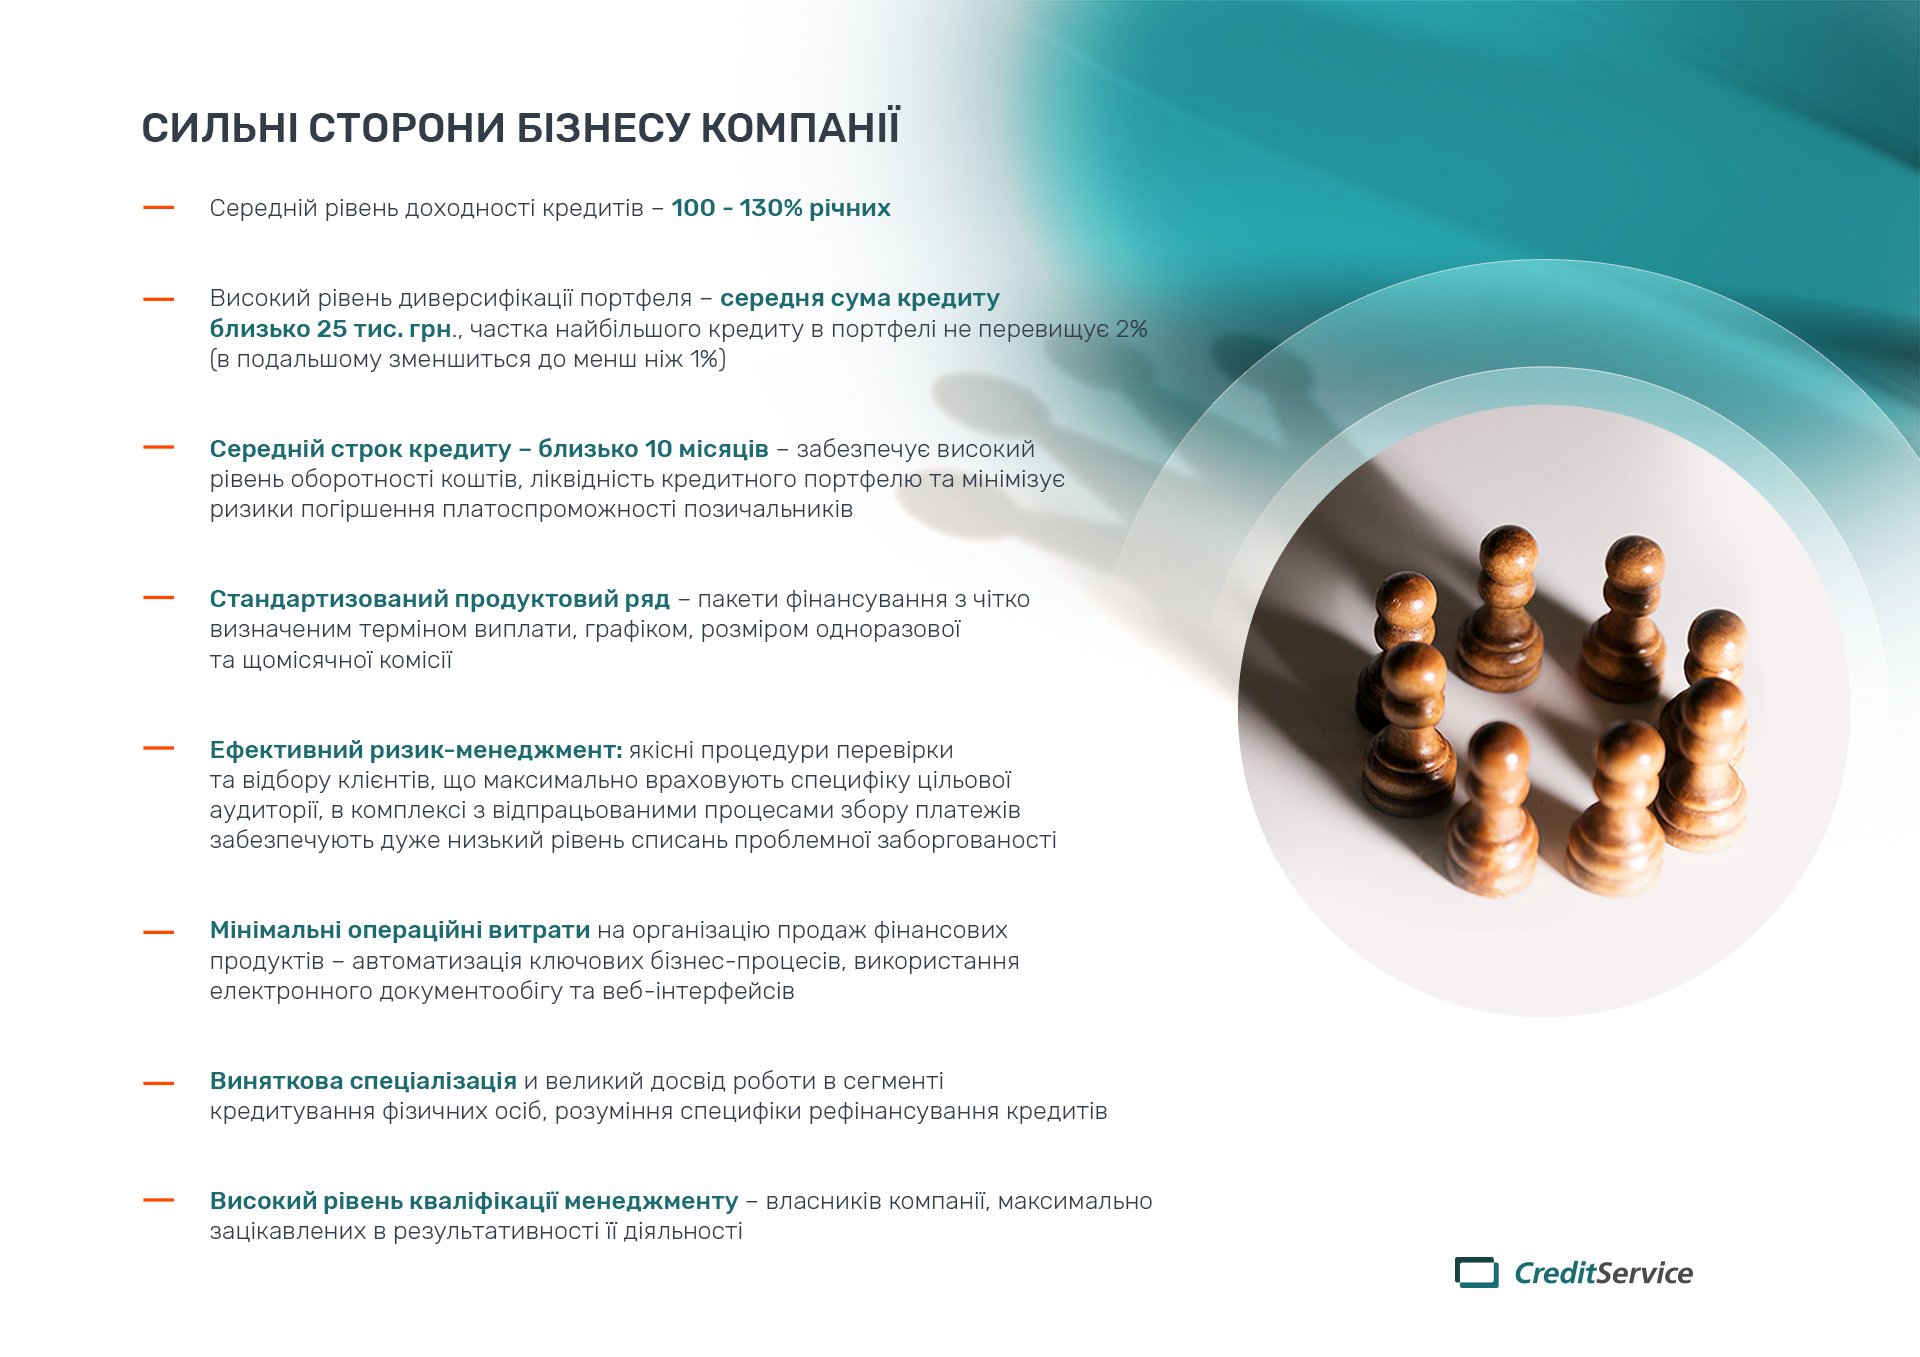 СИЛЬНІ СТОРОНИ БІЗНЕСУ КОМПАНІЇ
— Середній рівень доходності кредитів – 100 - 130% річних
— Високий рівень диверсифікації портфеля – середня сума кредиту
близько 25 тис. грн., частка найбільшого кредиту в портфелі не перевищує 2%
(в подальшому зменшиться до менш ніж 1%)
— Середній строк кредиту – близько 10 місяців – забезпечує високий
рівень оборотності коштів, ліквідність кредитного портфелю та мінімізує
ризики погіршення платоспроможності позичальників
— Стандартизований продуктовий ряд – пакети фінансування з чітко
визначеним терміном виплати, графіком, розміром одноразової
та щомісячної комісії
— Ефективний ризик-менеджмент: якісні процедури перевірки
та відбору клієнтів, що максимально враховують специфіку цільової
аудиторії, в комплексі з відпрацьованими процесами збору платежів
забезпечують дуже низький рівень списань проблемної заборгованості
— Мінімальні операційні витрати на організацію продаж фінансових
продуктів – автоматизація ключових бізнес-процесів, використання
електронного документообігу та веб-інтерфейсів
— Виняткова спеціалізація и великий досвід роботи в сегменті
кредитування фізичних осіб, розуміння специфіки рефінансування кредитів
— Високий рівень кваліфікації менеджменту – власників компанії, максимально
зацікавлених в результативності її діяльності
CreditService